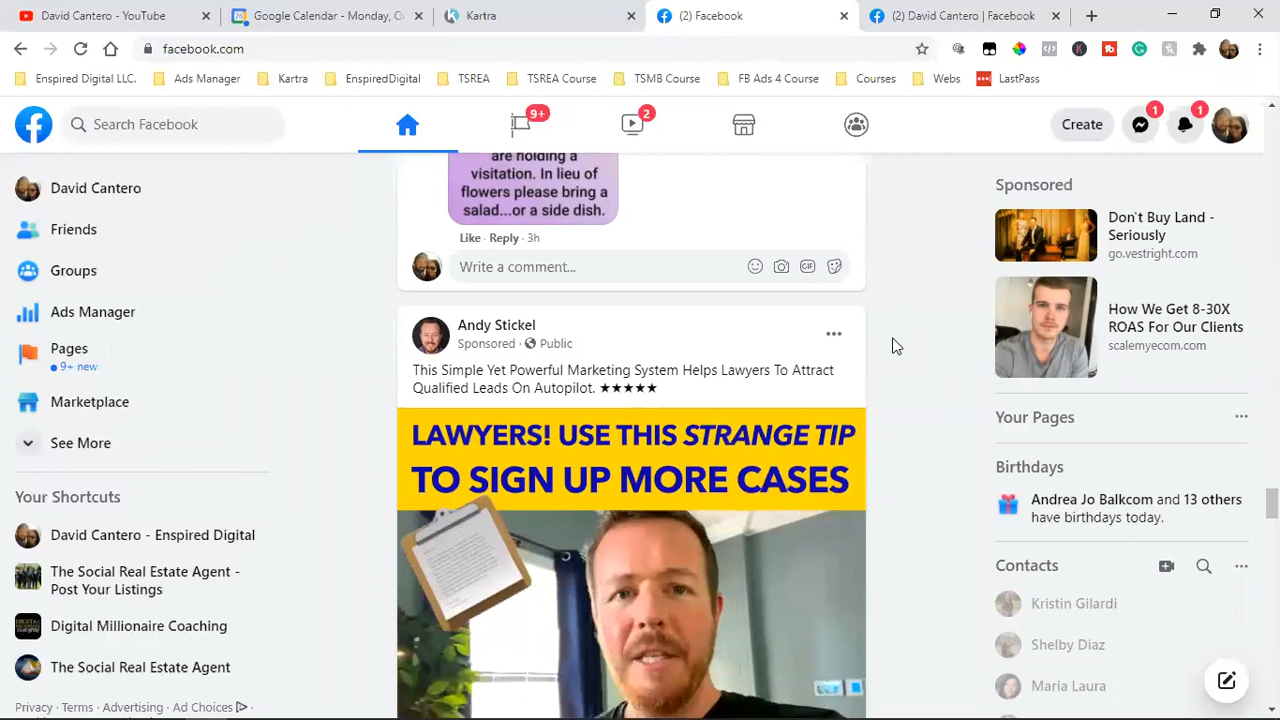 David Cantero - YouTube
Google Calendar - Monday, O
Kartra
(2) Facebook
(2) David Cantero | Facebook
facebook.com
Enspired Digital LLC.
Ads Manager
Kartra
EnspiredDigital
TSREA
TSREA Course
TSMB Course
FB Ads 4 Course
Courses
Webs
LastPass
Search Facebook
9+
2
Create
1
1
David Cantero
Friends
Groups
Ads Manager
Pages
9+ new
Marketplace
See More
Your Shortcuts
David Cantero - Enspired Digital
The Social Real Estate Agent -
Post Your Listings
Digital Millionaire Coaching
The Social Real Estate Agent
Privacy · Terms · Advertising · Ad Choices ·
are holding a
visitation. In lieu of
flowers please bring a
salad...or a side dish.
Like · Reply · 3h
Write a comment...
GIF
Andy Stickel
Sponsored · Public
This Simple Yet Powerful Marketing System Helps Lawyers To Attract
Qualified Leads On Autopilot. ★★★★★
LAWYERS! USE THIS STRANGE TIP
TO SIGN UP MORE CASES
Sponsored
Don't Buy Land -
Seriously
go.vestright.com
How We Get 8-30X
ROAS For Our Clients
scalemyecom.com
Your Pages
Birthdays
Andrea Jo Balkcom and 13 others
have birthdays today.
Contacts
Kristin Gilardi
Shelby Diaz
Maria Laura